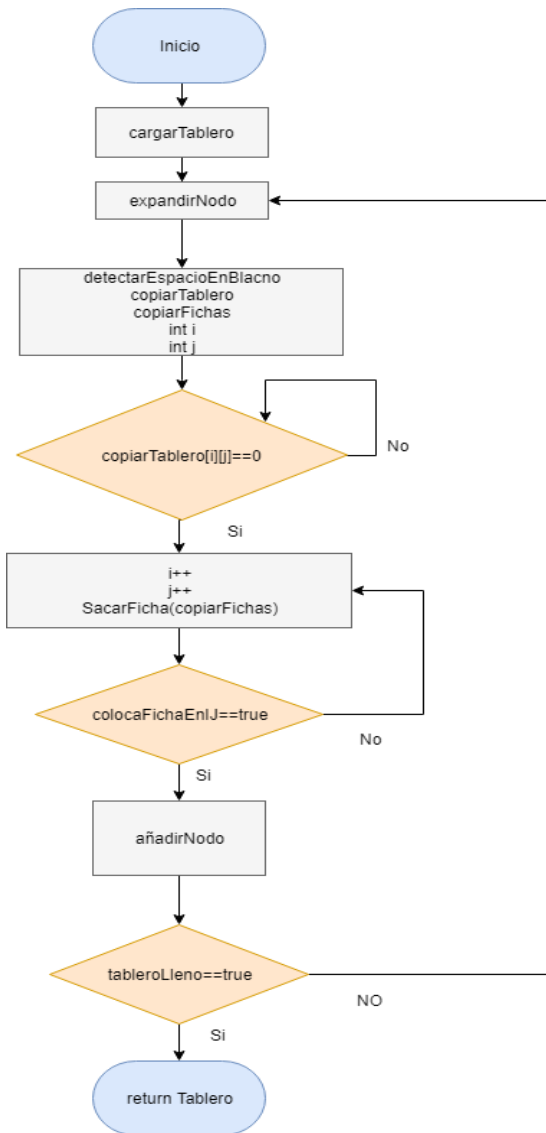 Inicio
cargarTablero
expandirNodo
detectarEspacioEnBlacno
copiarTablero
copiarFichas
int i
int j
copiarTablero[i][j]==0
No
Si
i++
j++
SacarFicha(copiarFichas)
colocaFichaEnIJ==true
No
Si
añadirNodo
tableroLleno==true
NO
Si
return Tablero